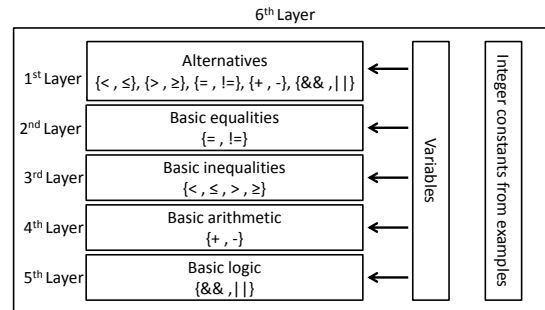 6th Layer
1st Layer
Alternatives
{< , ≤}, {> , ≥}, {= , !=}, {+ , -}, {&& ,||}
2nd Layer
Basic equalities
{= , !=}
3rd Layer
Basic inequalities
{< , ≤ , > , ≥}
4th Layer
Basic arithmetic
{+ , -}
5th Layer
Basic logic
{&& ,||}
Variables
Integer constants from examples